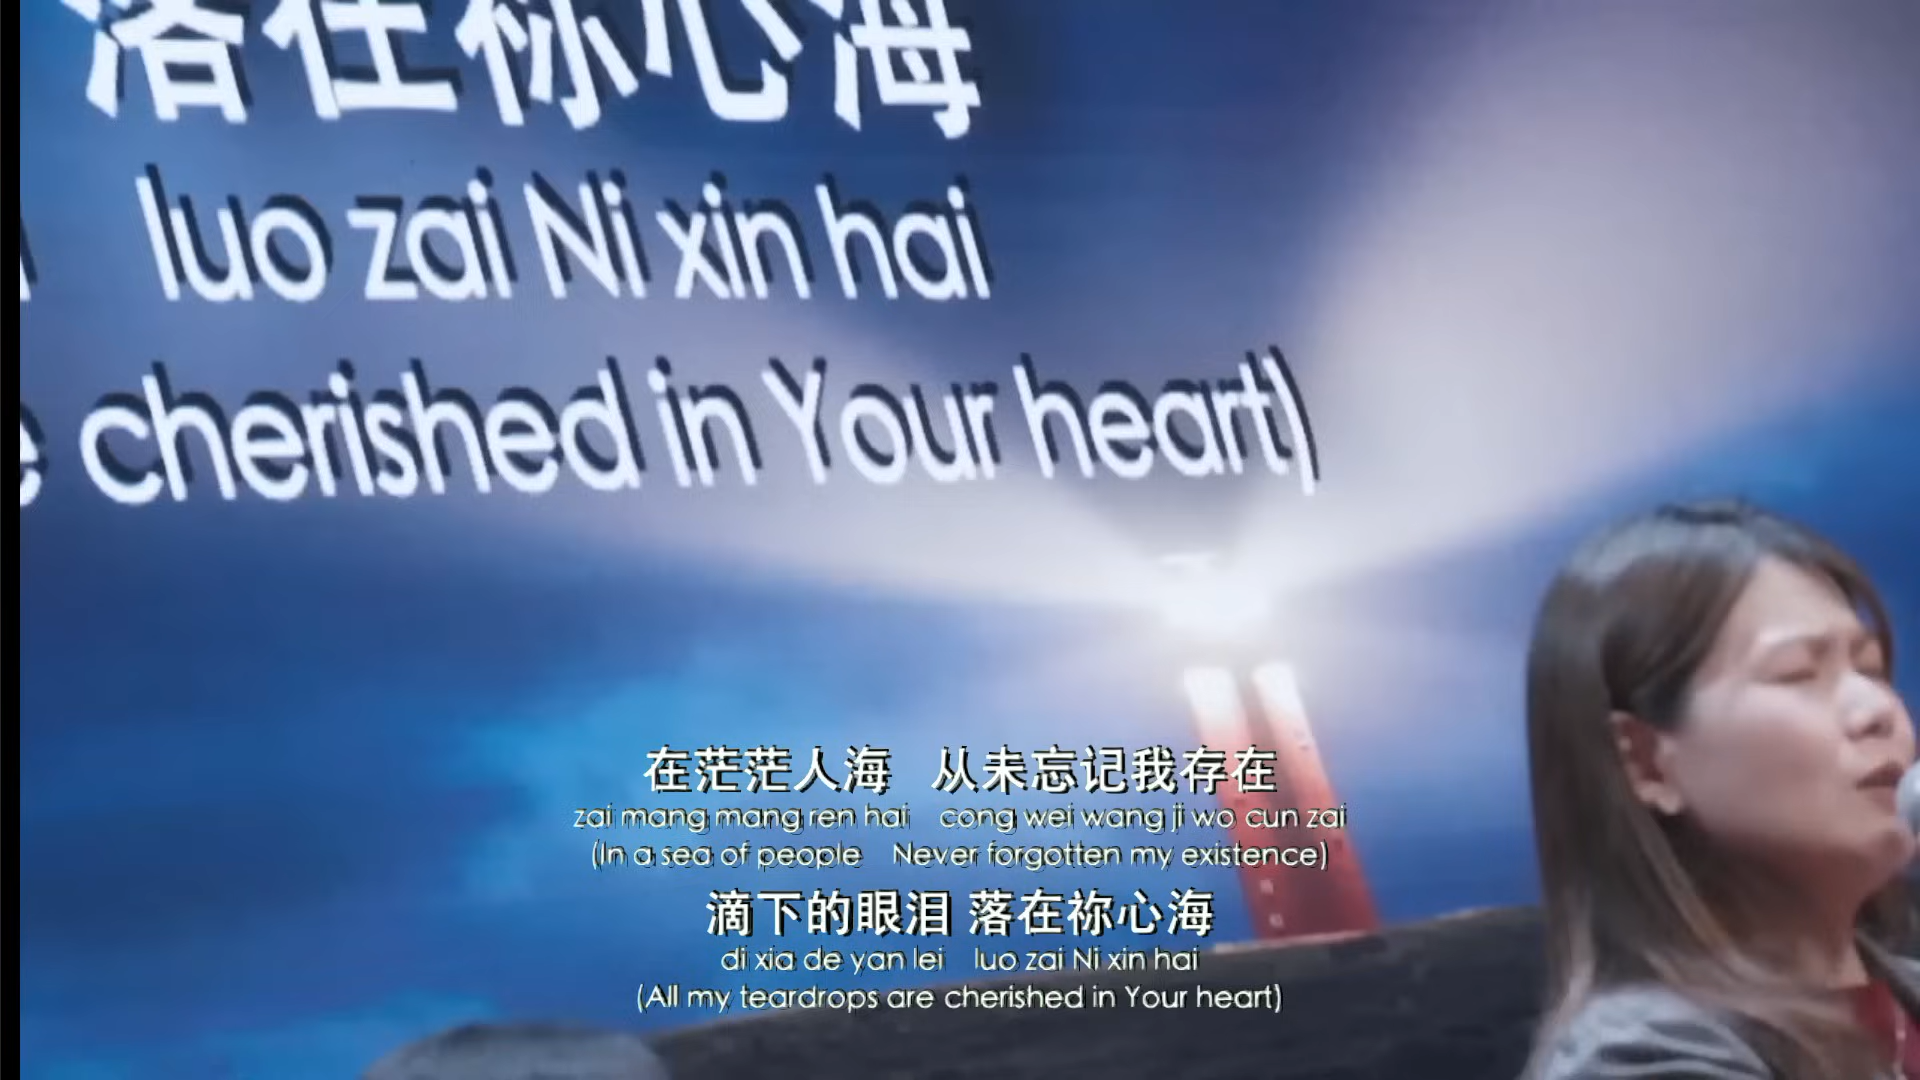 落在祢心海
luo zai Ni xin hai
cherished in Your heart)
在茫茫人海 从未忘记我存在
zai mang mang ren hai cong wei wang ji wo cun zai
(In a sea of people Never forgotten my existence)
滴下的眼泪 落在祢心海
di xia de yan lei luo zai Ni xin hai
(All my teardrops are cherished in Your heart)